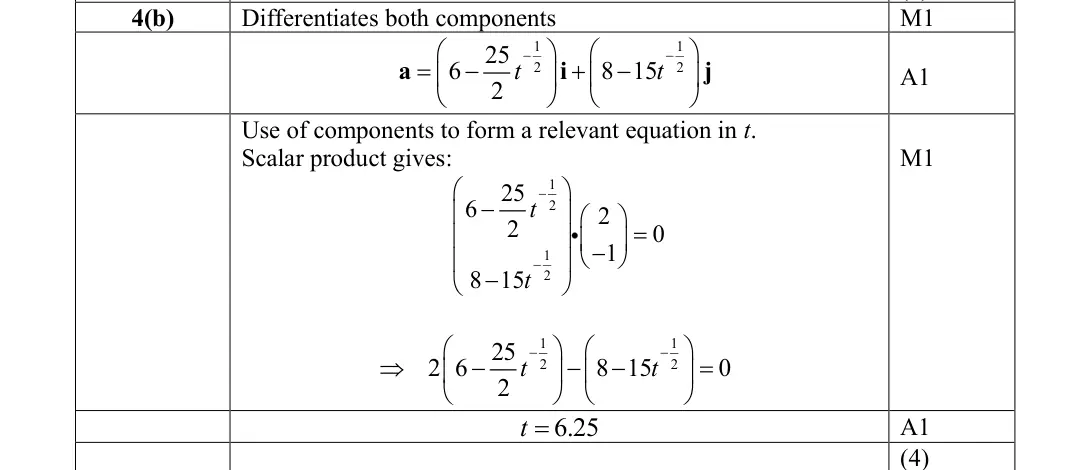 4(b) Differentiates both components M1
a = (6 − 25/2 t^(−1/2)) i + (8 − 15t^(−1/2)) j A1
Use of components to form a relevant equation in t.
Scalar product gives: M1
(6 − 25/2 t^(−1/2), 8 − 15t^(−1/2)) • (2, −1) = 0
⇒ 2(6 − 25/2 t^(−1/2)) − (8 − 15t^(−1/2)) = 0
t = 6.25 A1
(4)